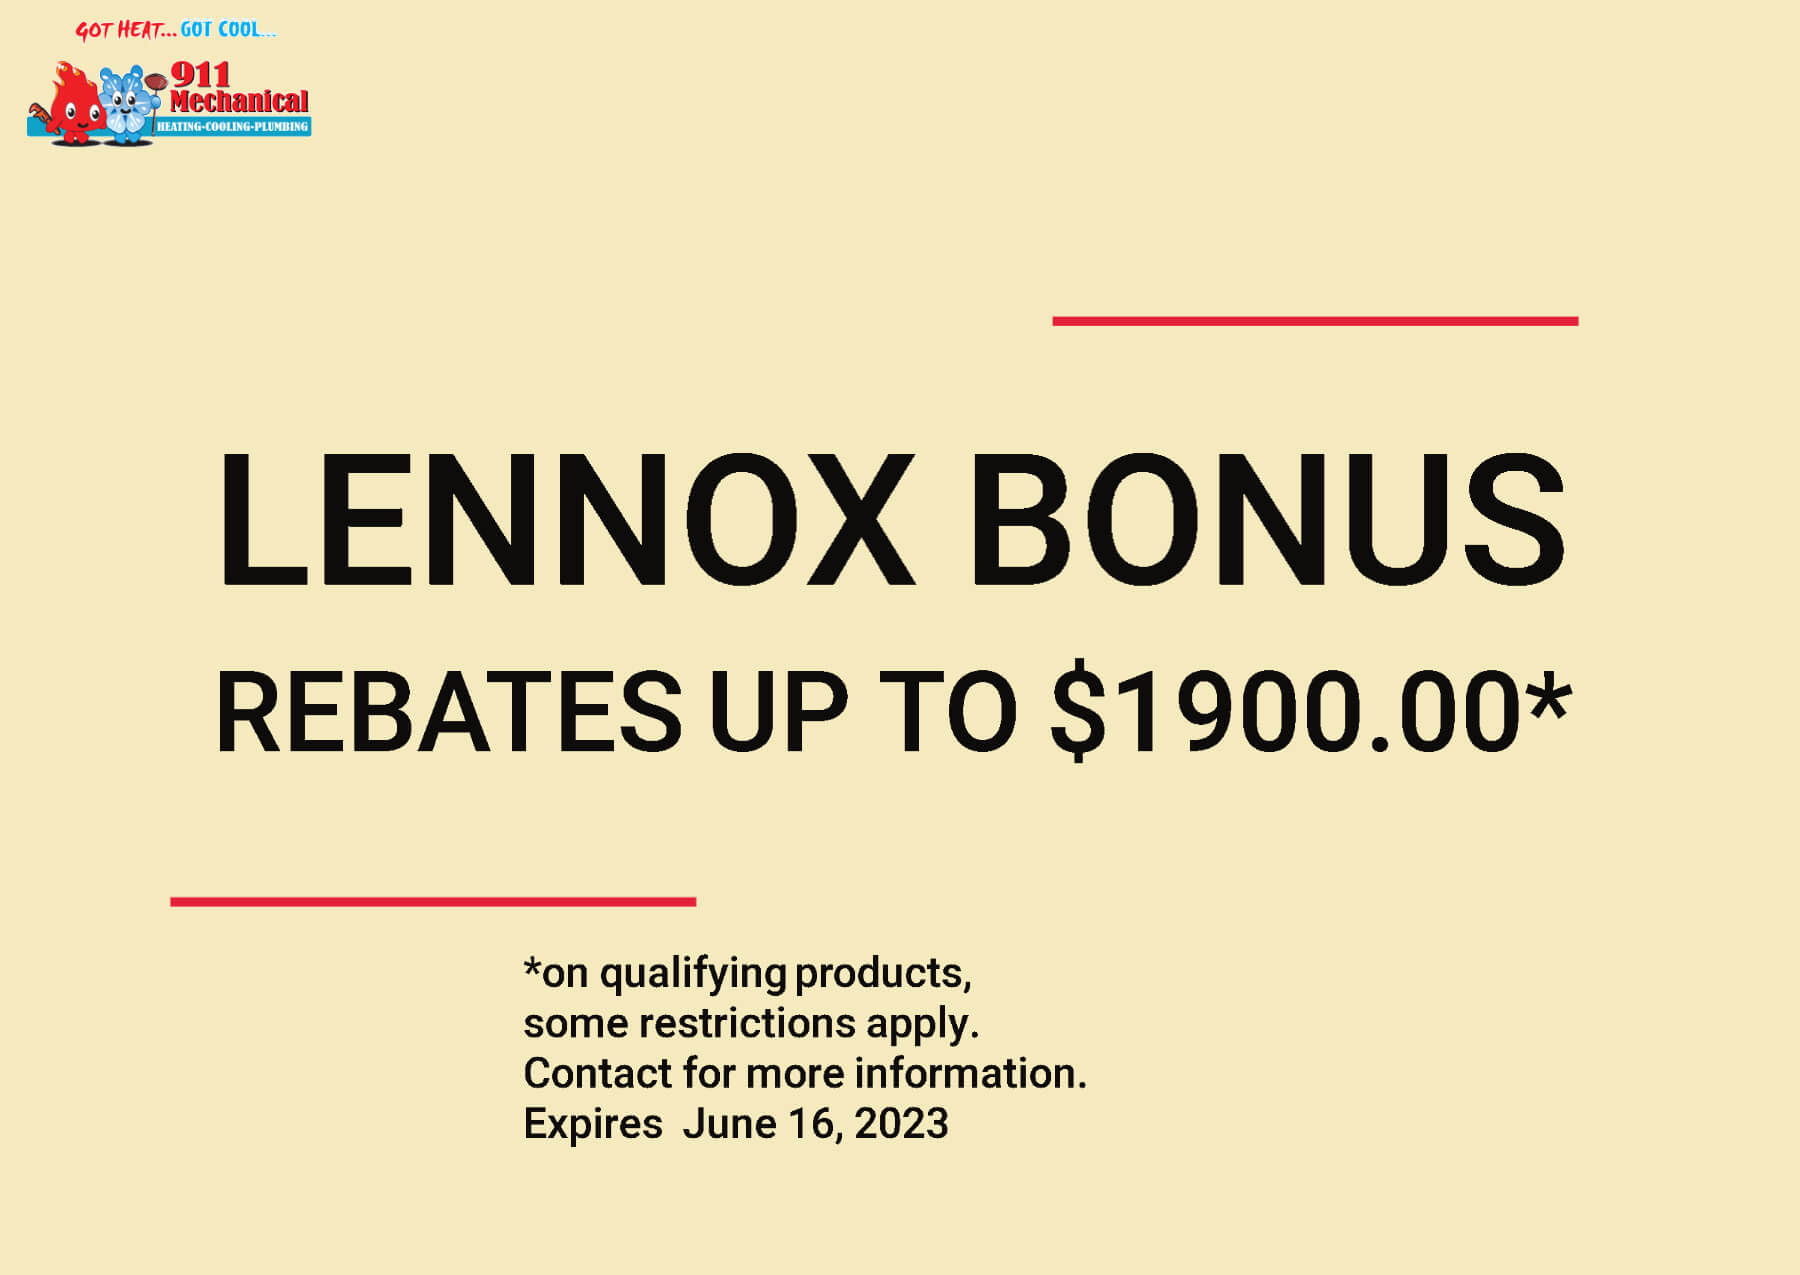 GOT HEAT... GOT COOL...
911
Mechanical
HEATING-COOLING-PLUMBING
LENNOX BONUS
REBATES UP TO $1900.00*
*on qualifying products,
some restrictions apply.
Contact for more information.
Expires June 16, 2023